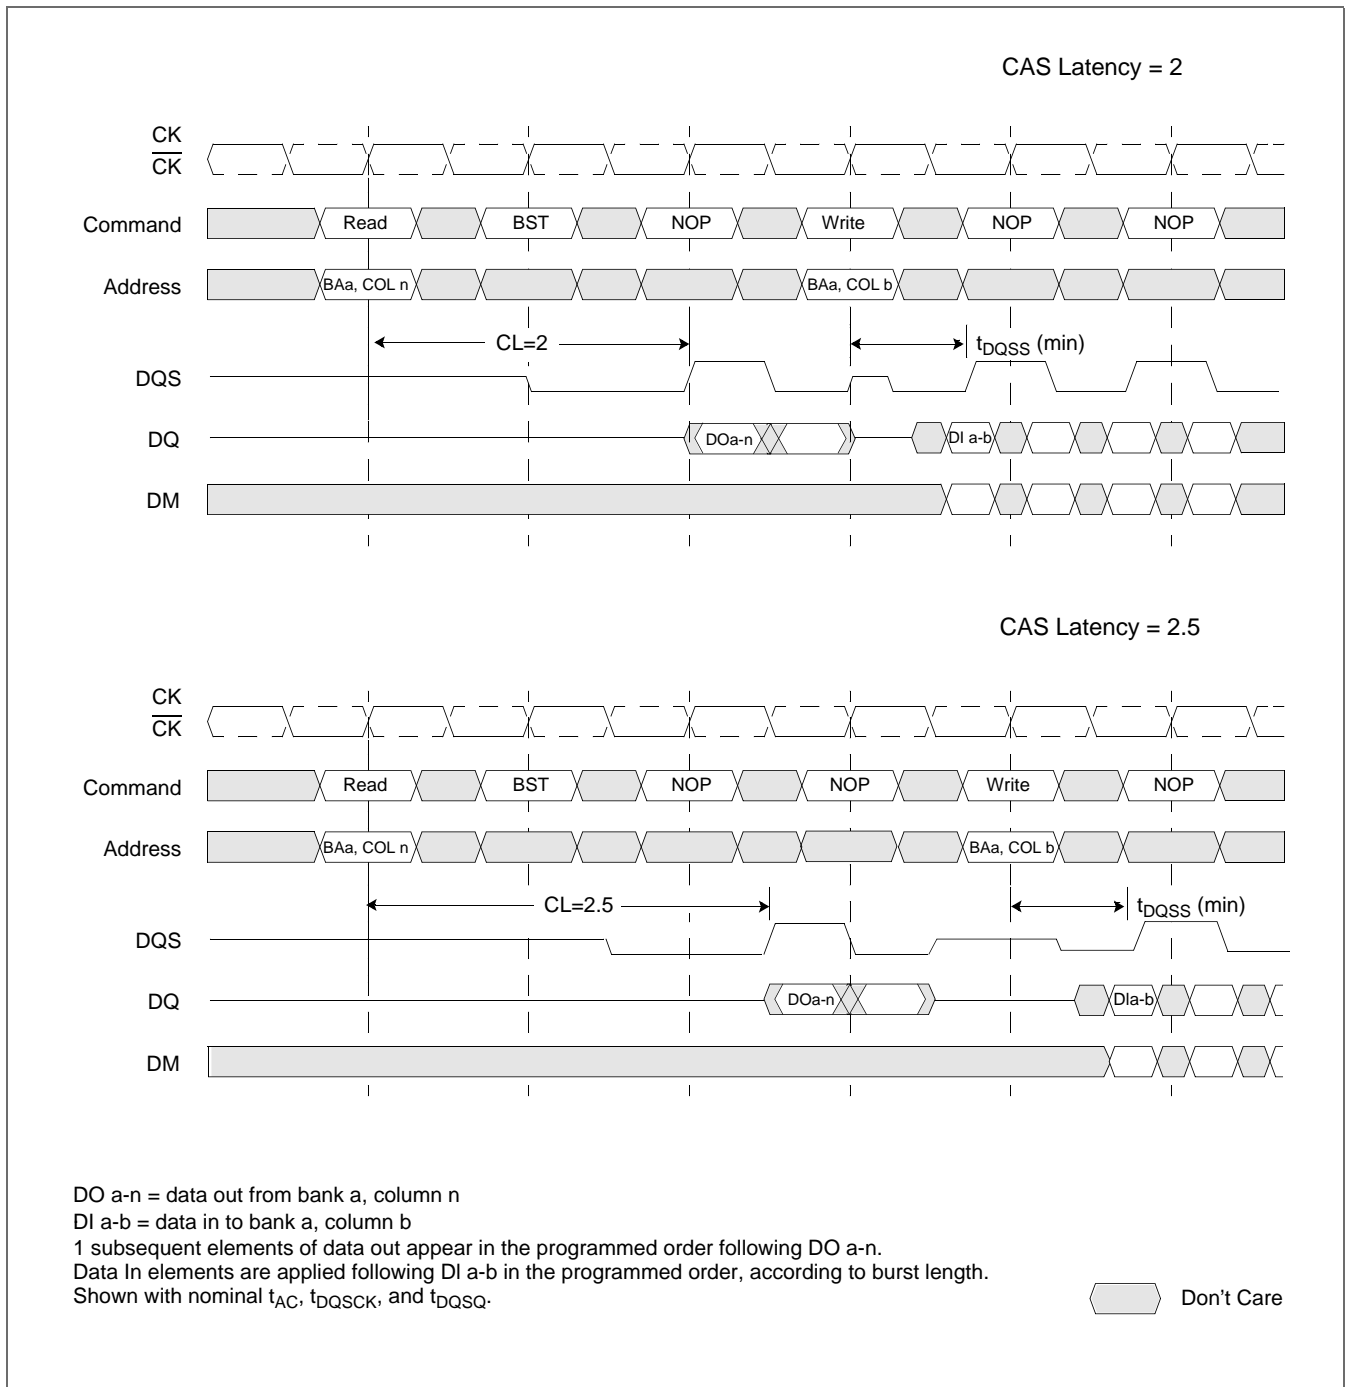 CAS Latency = 2
CK
CK
Command Read BST NOP Write NOP NOP
Address BAa, COL n BAa, COL b
CL=2 tDQSS (min)
DQS
DQ DOa-n DI a-b
DM
CAS Latency = 2.5
CK
CK
Command Read BST NOP NOP Write NOP
Address BAa, COL n BAa, COL b
CL=2.5 tDQSS (min)
DQS
DQ DOa-n DIa-b
DM
DO a-n = data out from bank a, column n
DI a-b = data in to bank a, column b
1 subsequent elements of data out appear in the programmed order following DO a-n.
Data In elements are applied following DI a-b in the programmed order, according to burst length.
Shown with nominal tAC, tDQSCK, and tDQSQ.
Don't Care